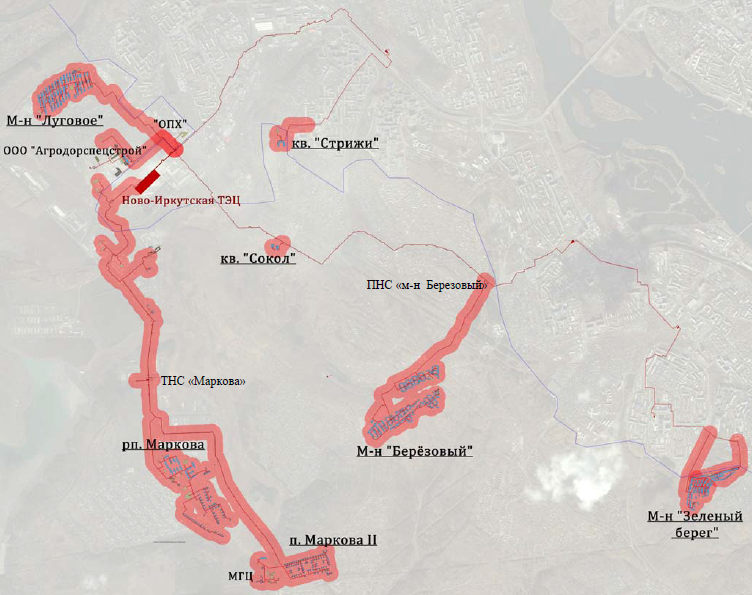 М-н "Луговое"
"ОПХ"
кв. "Стрижи"
ООО "Агродорспецстрой"
Ново-Иркутская ТЭЦ
кв. "Сокол"
ПНС «м-н Березовый»
ТНС «Маркова»
рп. Маркова
М-н "Берёзовый"
М-н "Зеленый
берег"
п. Маркова II
МГЦ